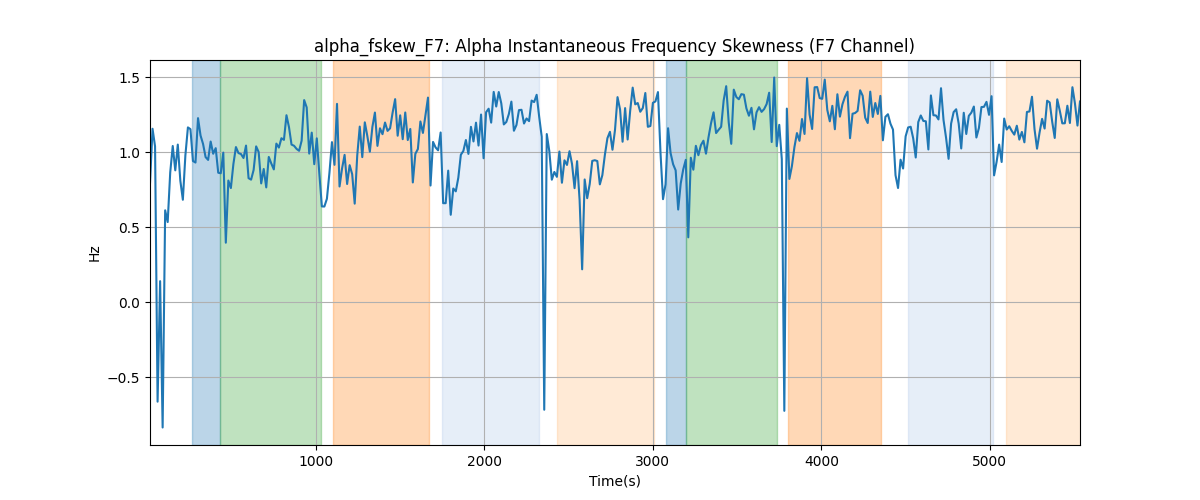 alpha_fskew_F7: Alpha Instantaneous Frequency Skewness (F7 Channel)
1.5
1.0
0.5
0.0
−0.5
Hz
1000 2000 3000 4000 5000
Time(s)